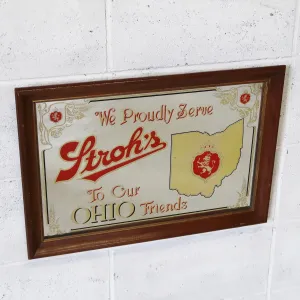 We Proudly Serve
Stroh's
To Our
OHIO Friends